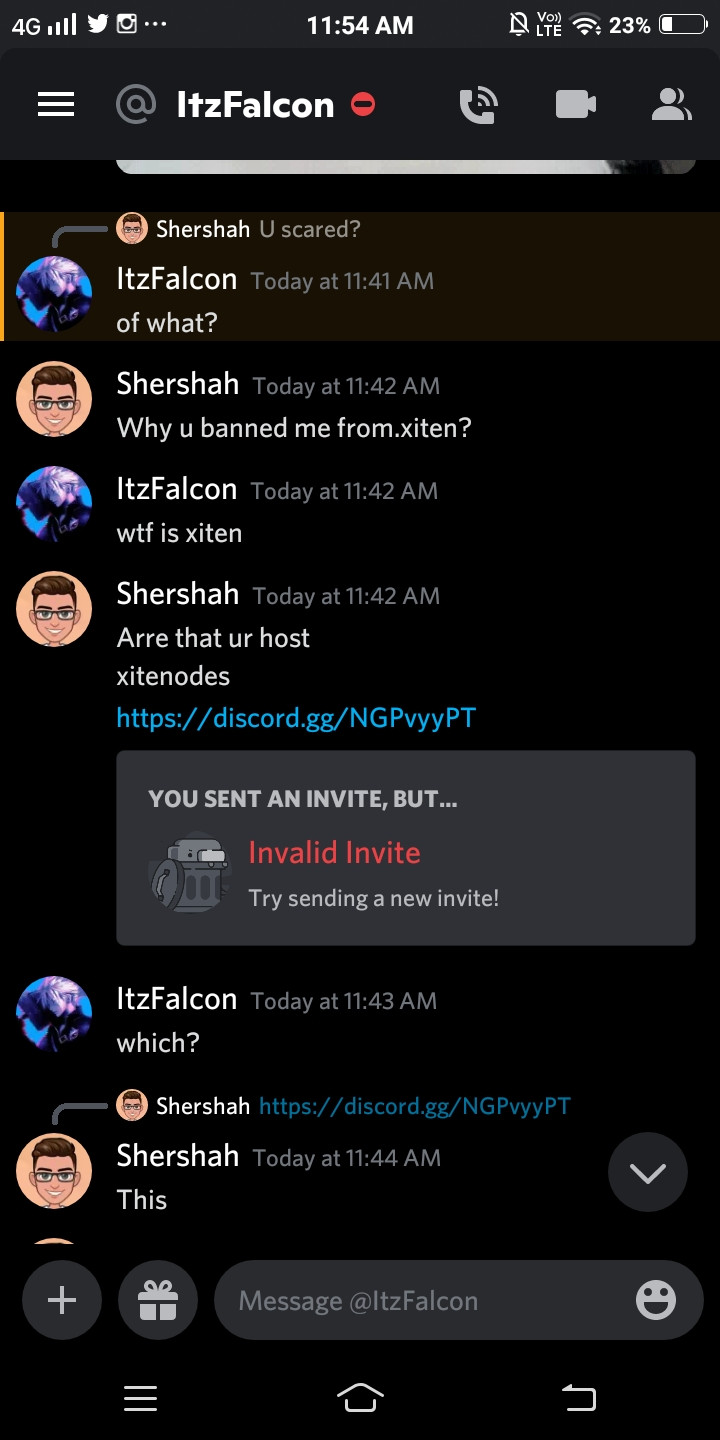 4G ... 11:54 AM Vo) LTE 23%
@ ItzFalcon
Shershah U scared?
ItzFalcon Today at 11:41 AM
of what?
Shershah Today at 11:42 AM
Why u banned me from.xiten?
ItzFalcon Today at 11:42 AM
wtf is xiten
Shershah Today at 11:42 AM
Arre that ur host
xitenodes
https://discord.gg/NGPvyyPT
YOU SENT AN INVITE, BUT...
Invalid Invite
Try sending a new invite!
ItzFalcon Today at 11:43 AM
which?
Shershah https://discord.gg/NGPvyyPT
Shershah Today at 11:44 AM
This
Message @ItzFalcon